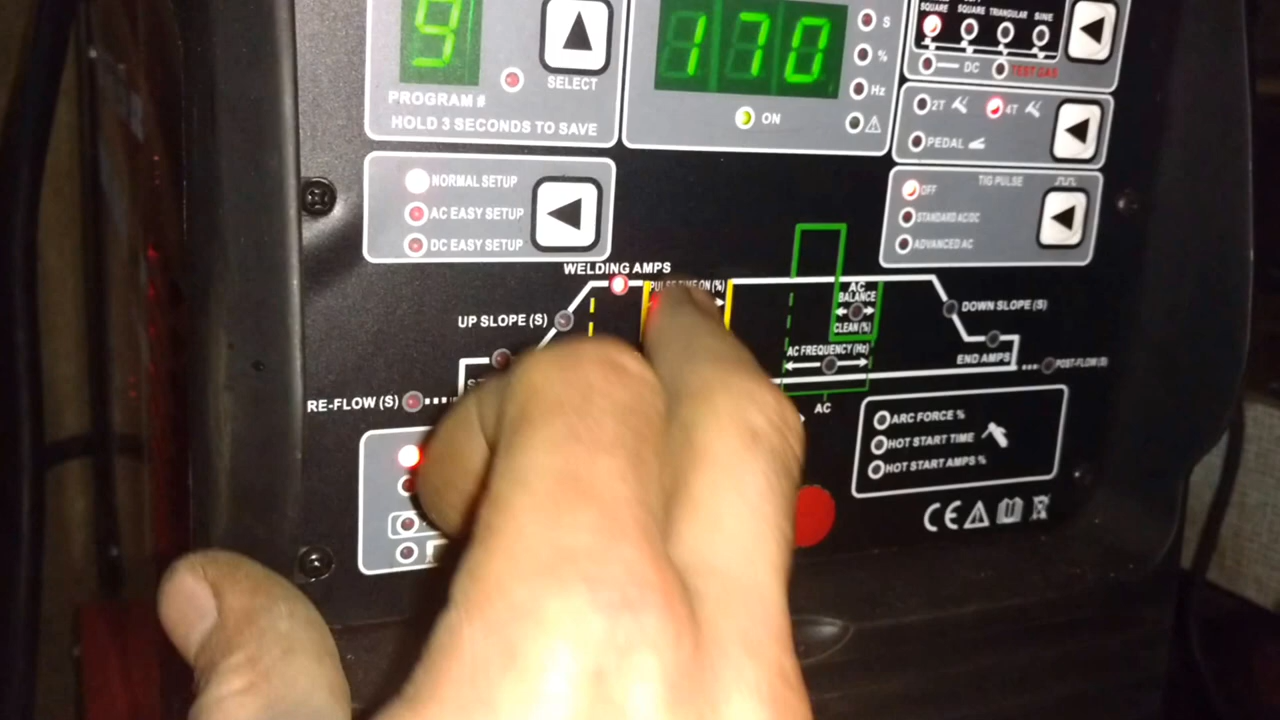 9
SELECT
PROGRAM #
HOLD 3 SECONDS TO SAVE
170
ON
S
%
Hz
SQUARE
SQUARE
TRIANGULAR
SINE
DC
TEST GAS
2T
4T
PEDAL
NORMAL SETUP
AC EASY SETUP
DC EASY SETUP
TIG PULSE
OFF
STANDARD AC/DC
ADVANCED AC
WELDING AMPS
PULSE TIME ON (%)
UP SLOPE (S)
AC
BALANCE
CLEAN (%)
AC FREQUENCY (Hz)
DOWN SLOPE (S)
END AMPS
POST-FLOW (S)
RE-FLOW (S)
AC
ARC FORCE %
HOT START TIME
HOT START AMPS %
CE